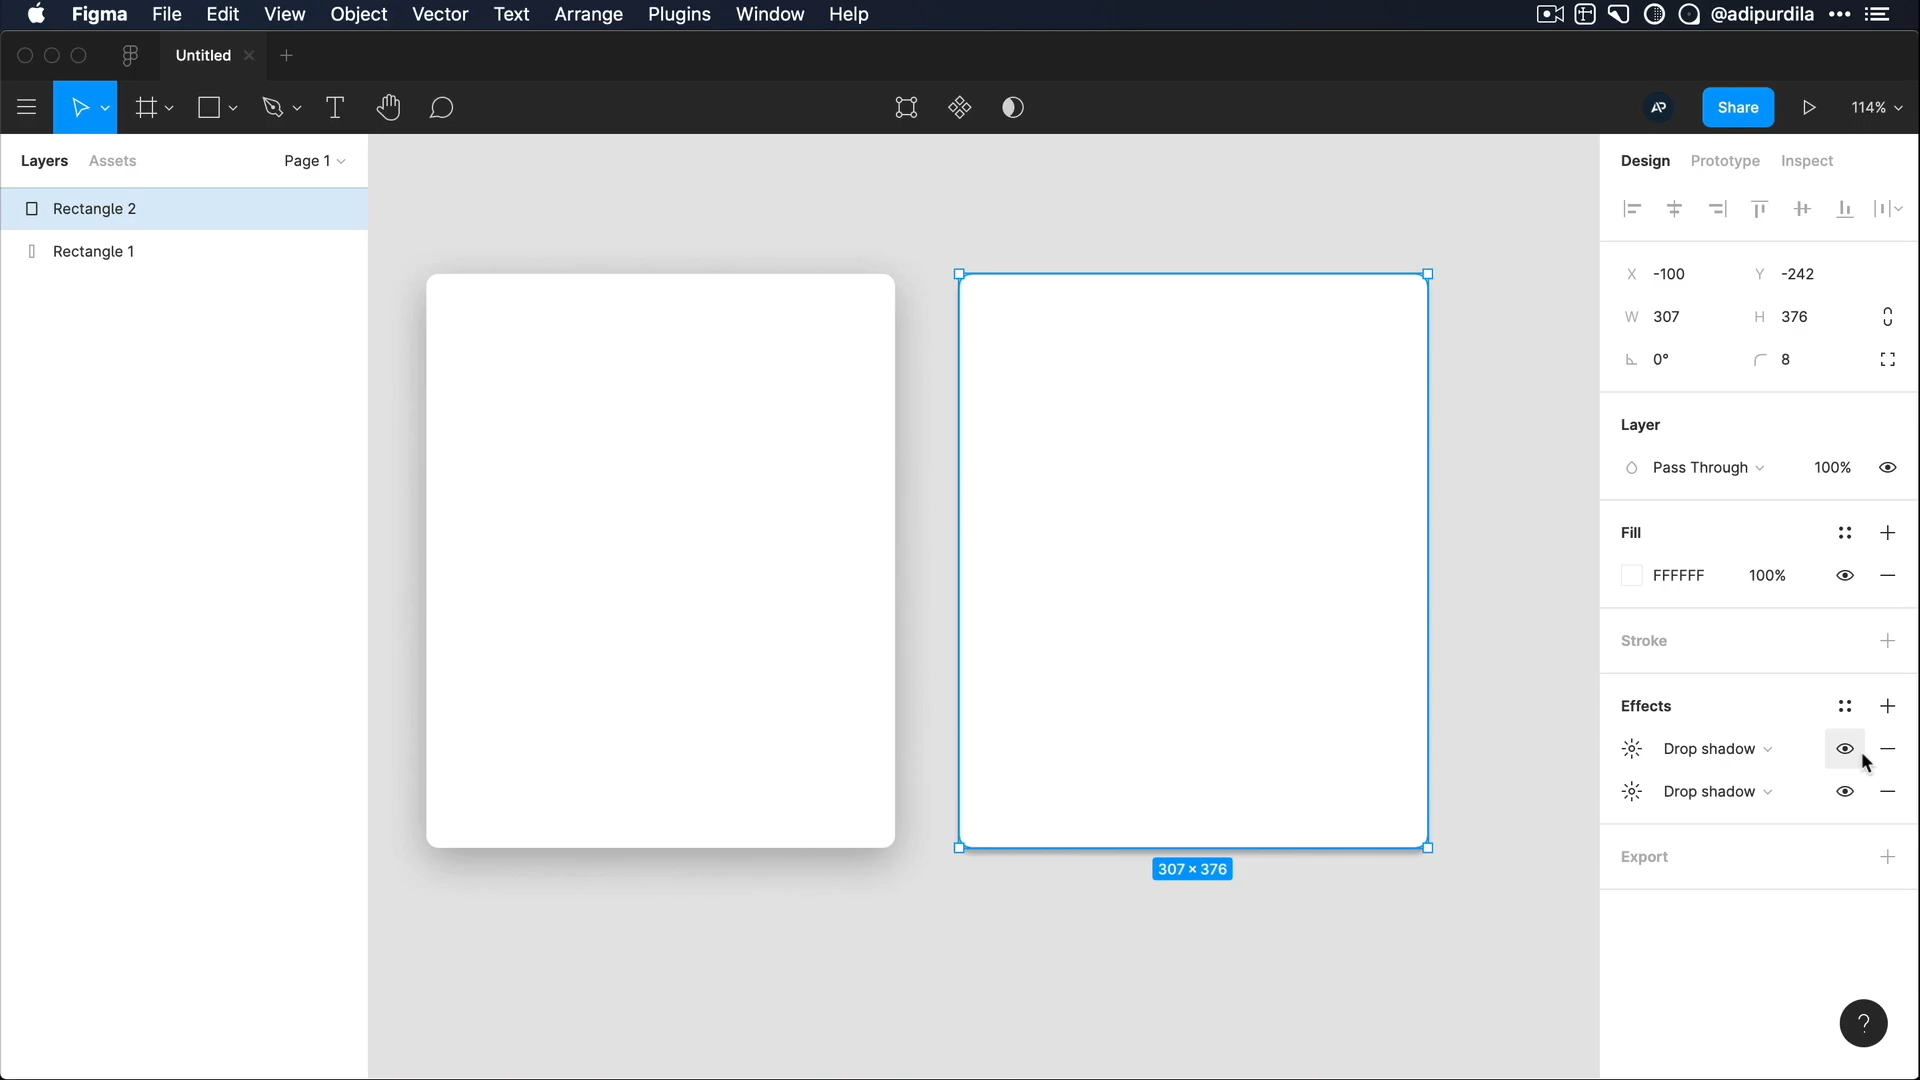 Figma File Edit View Object Vector Text Arrange Plugins Window Help @adipurdila
Untitled
AP Share 114%
Layers Assets Page 1
Design Prototype Inspect
Rectangle 2
Rectangle 1
X -100 Y -242
W 307 H 376
0° 8
Layer
Pass Through 100%
Fill
FFFFFF 100%
Stroke
Effects
Drop shadow
Drop shadow
Export
307 × 376
?